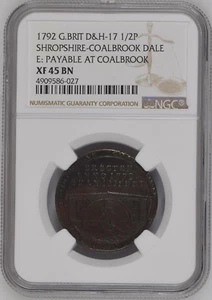 1792 G.BRIT D&H-17 1/2P
SHROPSHIRE-COALBROOK DALE
E: PAYABLE AT COALBROOK
XF 45 BN
4909586-027
NUMISMATIC GUARANTY CORPORATION
NGC